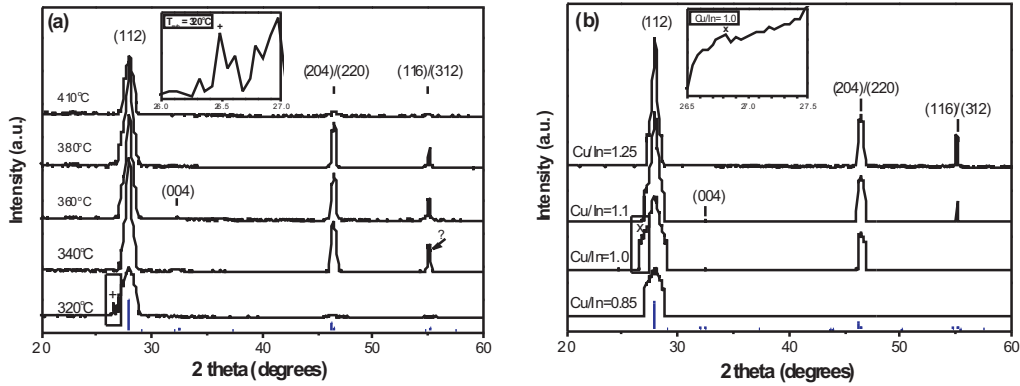 (a)
T_sub = 320°C
+
26.0 26.5 27.0
(112)
(204)/(220)
(116)/(312)
410°C
380°C
(004)
360°C
?
340°C
+
320°C
Intensity (a.u.)
20 30 40 50 60
2 theta (degrees)
(b)
Cu/In= 1.0
x
26.5 27.0 27.5
(112)
(204)/(220)
(116)/(312)
Cu/In=1.25
(004)
Cu/In=1.1
x
Cu/In=1.0
Cu/In=0.85
Intensity (a.u.)
20 30 40 50 60
2 theta (degrees)